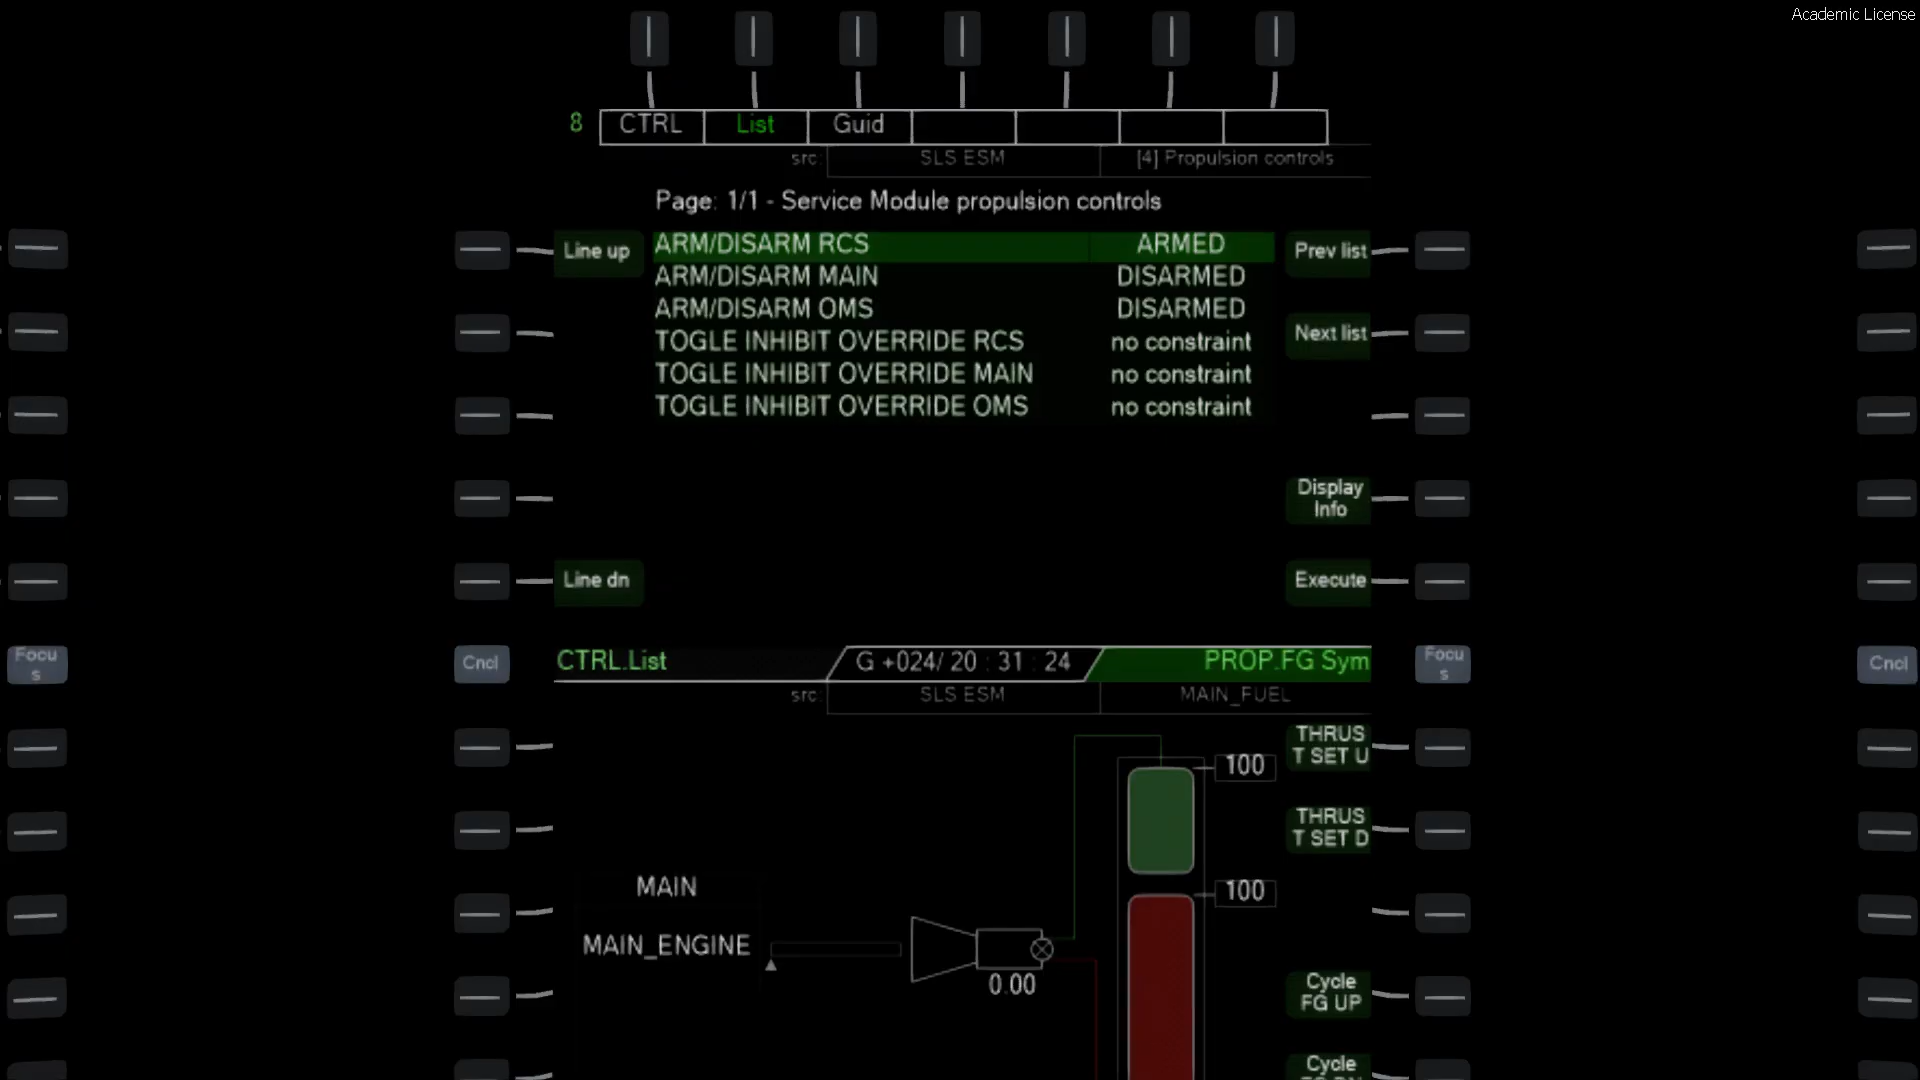 Academic License
8 CTRL List Guid
src: SLS ESM [4] Propulsion controls
Page: 1/1 - Service Module propulsion controls
Line up ARM/DISARM RCS ARMED Prev list
ARM/DISARM MAIN DISARMED
ARM/DISARM OMS DISARMED
TOGLE INHIBIT OVERRIDE RCS no constraint Next list
TOGLE INHIBIT OVERRIDE MAIN no constraint
TOGLE INHIBIT OVERRIDE OMS no constraint
Display
Info
Line dn Execute
Focu
s
Cncl
CTRL.List G +024/ 20 : 31 : 24 PROP.FG Sym
Focu
s
Cncl
src: SLS ESM MAIN_FUEL
THRUS
T SET U
100
THRUS
T SET D
MAIN
100
MAIN_ENGINE
0.00
Cycle
FG UP
Cycle